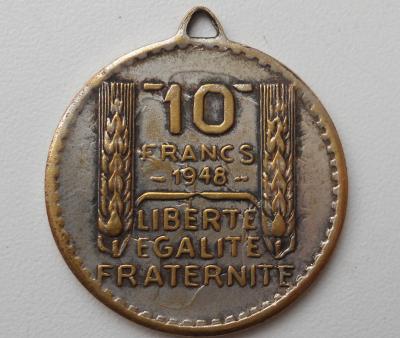 10
FRANCS
- 1948 -
LIBERTE
EGALITE
FRATERNITE